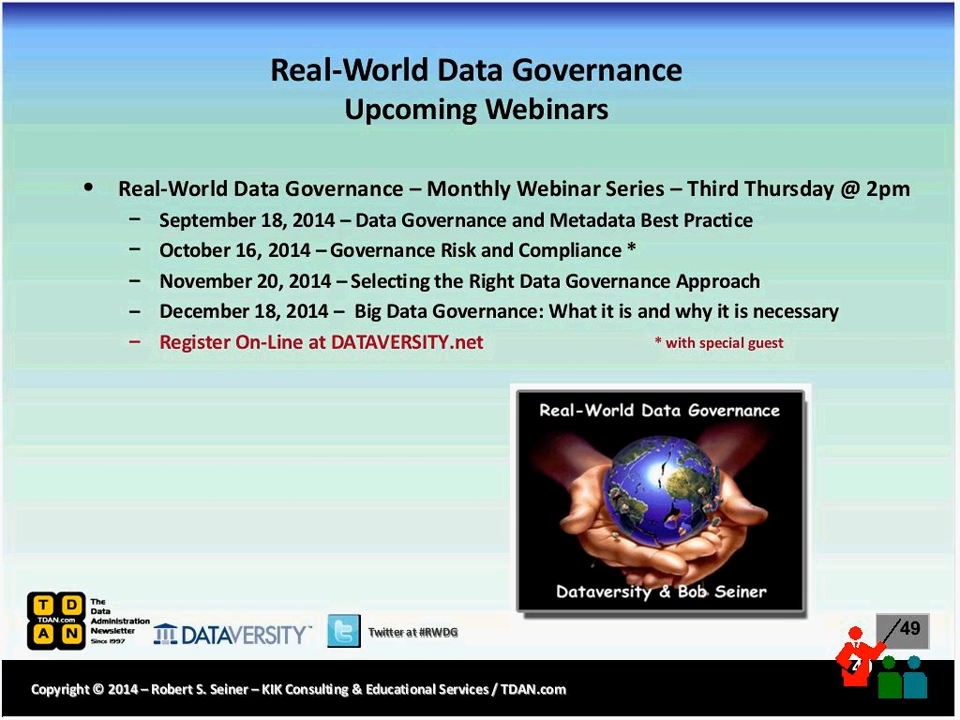 Real-World Data Governance
Upcoming Webinars
• Real-World Data Governance – Monthly Webinar Series – Third Thursday @ 2pm
– September 18, 2014 – Data Governance and Metadata Best Practice
– October 16, 2014 – Governance Risk and Compliance *
– November 20, 2014 – Selecting the Right Data Governance Approach
– December 18, 2014 – Big Data Governance: What it is and why it is necessary
– Register On-Line at DATAVERSITY.net
* with special guest
Real-World Data Governance
Dataversity & Bob Seiner
T D
TDAN.com
A N
The
Data
Administration
Newsletter
Since 1997
DATAVERSITY™
Twitter at #RWDG
49
Copyright © 2014 – Robert S. Seiner – KIK Consulting & Educational Services / TDAN.com